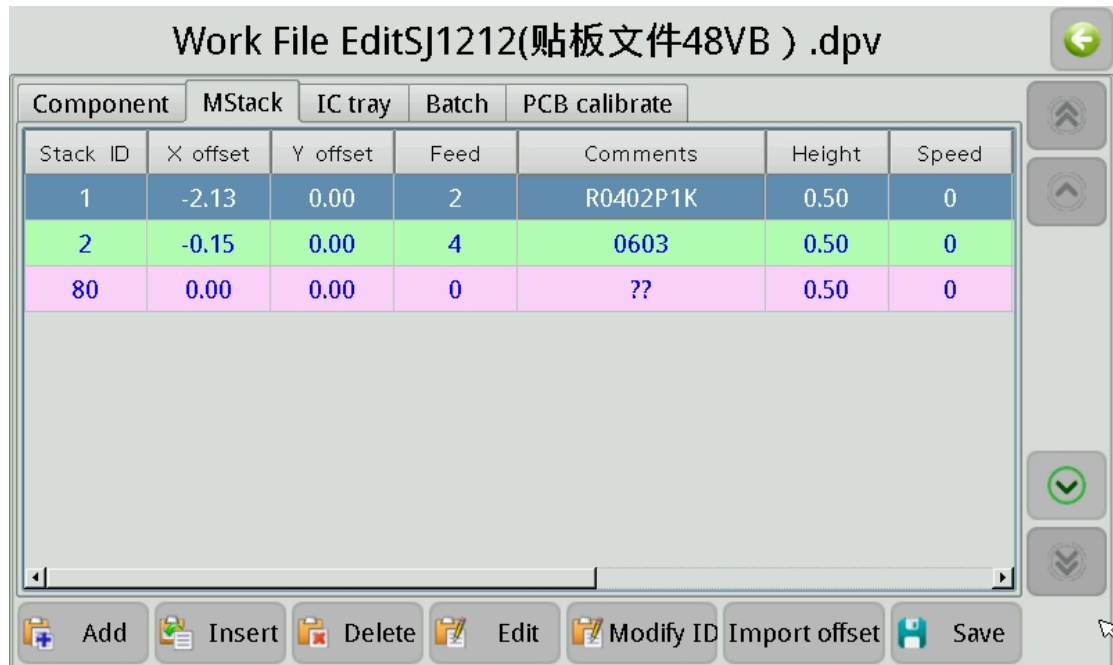 Work File EditSJ1212(贴板文件48VB ) .dpv
Component MStack IC tray Batch PCB calibrate
Stack ID X offset Y offset Feed Comments Height Speed
1 -2.13 0.00 2 R0402P1K 0.50 0
2 -0.15 0.00 4 0603 0.50 0
80 0.00 0.00 0 ?? 0.50 0
Add Insert Delete Edit Modify ID Import offset Save